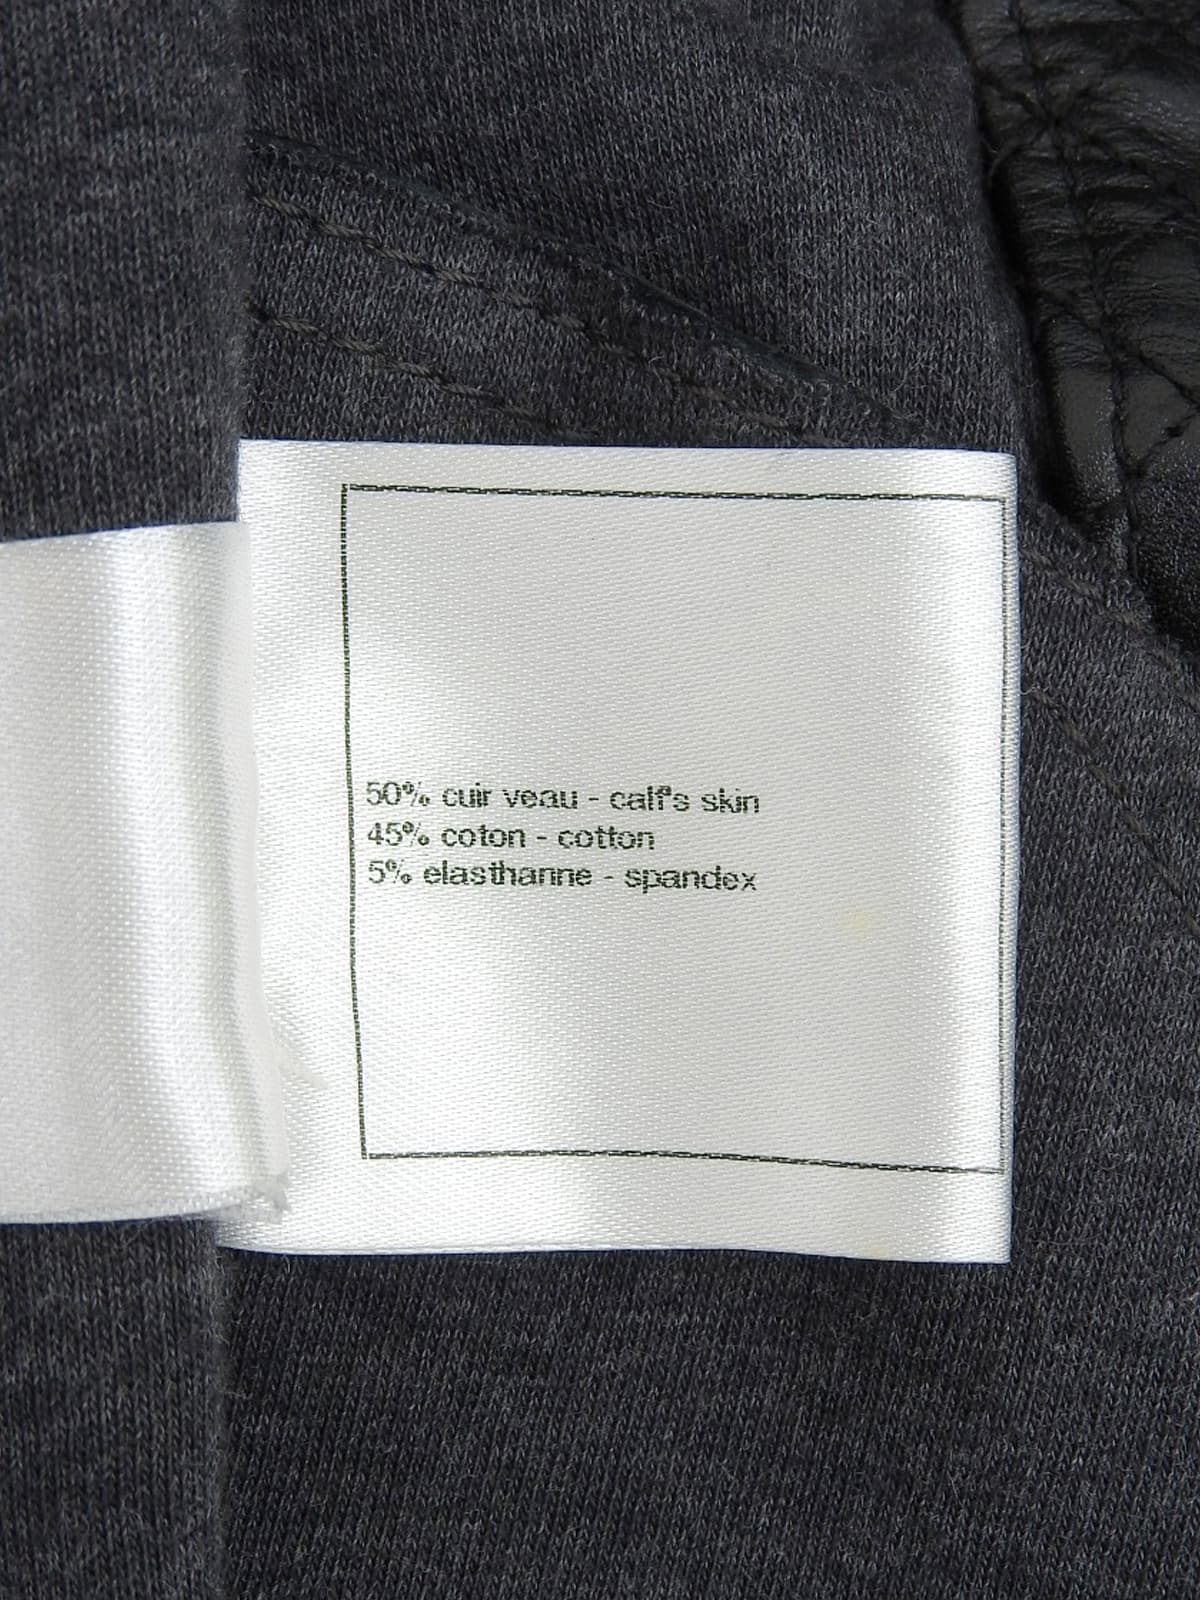 50% cuir veau - calf's skin
45% coton - cotton
5% elasthanne - spandex